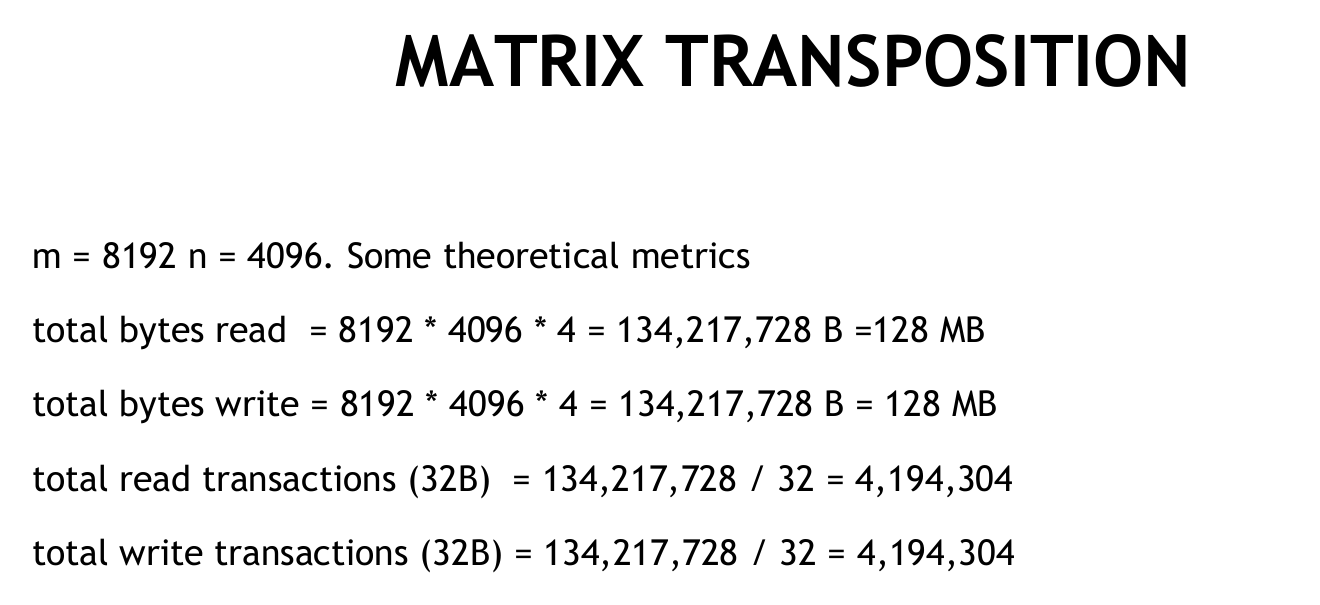 MATRIX TRANSPOSITION
m = 8192 n = 4096. Some theoretical metrics
total bytes read  = 8192 * 4096 * 4 = 134,217,728 B =128 MB
total bytes write = 8192 * 4096 * 4 = 134,217,728 B = 128 MB
total read transactions (32B)  = 134,217,728 / 32 = 4,194,304
total write transactions (32B) = 134,217,728 / 32 = 4,194,304